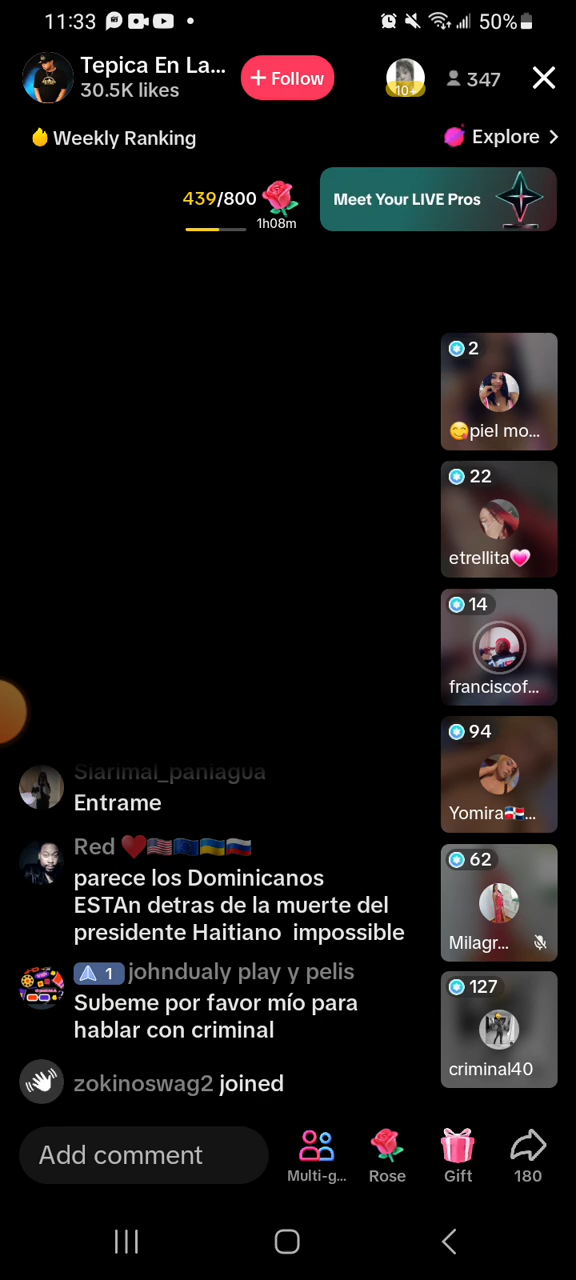 11:33
50%
Tepica En La...
30.5K likes
+ Follow
10+
347
Weekly Ranking
Explore
439/800
1h08m
Meet Your LIVE Pros
2
😋piel mo...
22
etrellita💗
14
franciscof...
94
Yomira🇩🇴...
62
Milagr...
127
criminal40
Siarimal_paniagua
Entrame
Red ❤️🇺🇸🇪🇺🇺🇦🇷🇺
parece los Dominicanos
ESTAn detras de la muerte del
presidente Haitiano impossible
1 johndualy play y pelis
Subeme por favor mío para
hablar con criminal
zokinoswag2 joined
Add comment
Multi-g...
Rose
Gift
180